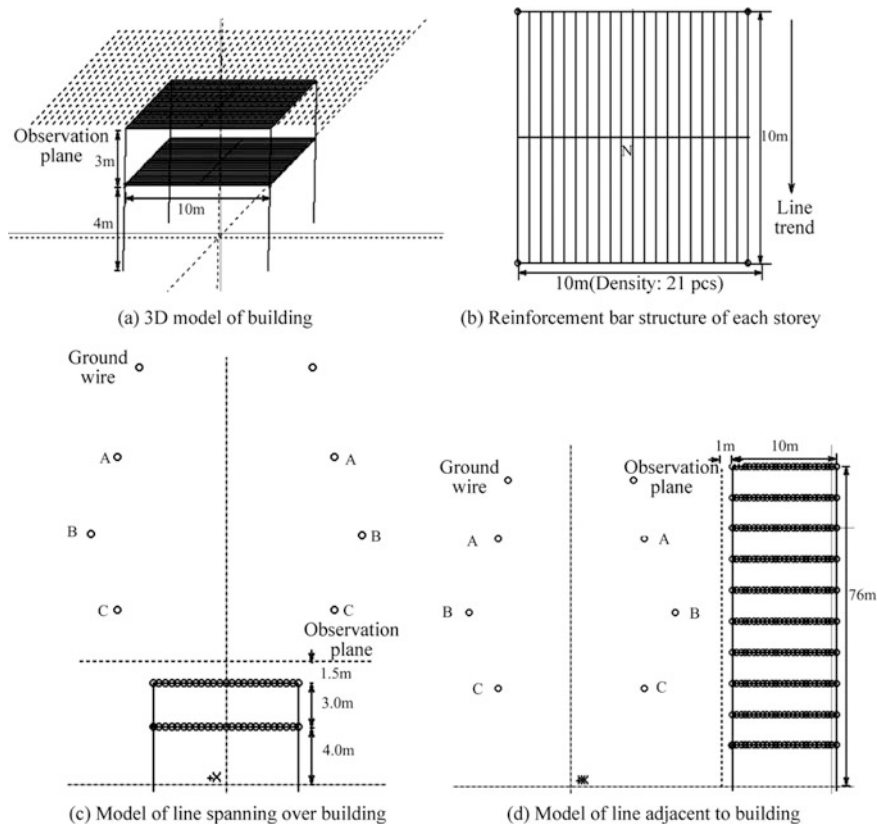 Observation
plane
3m
10m
4m
(a) 3D model of building
N
10m
Line
trend
10m(Density: 21 pcs)
(b) Reinforcement bar structure of each storey
Ground
wire
A
A
B
B
C
C
Observation
plane
1.5m
3.0m
4.0m
(c) Model of line spanning over building
1m
10m
Ground
wire
Observation
plane
A
A
B
B
C
C
76m
(d) Model of line adjacent to building